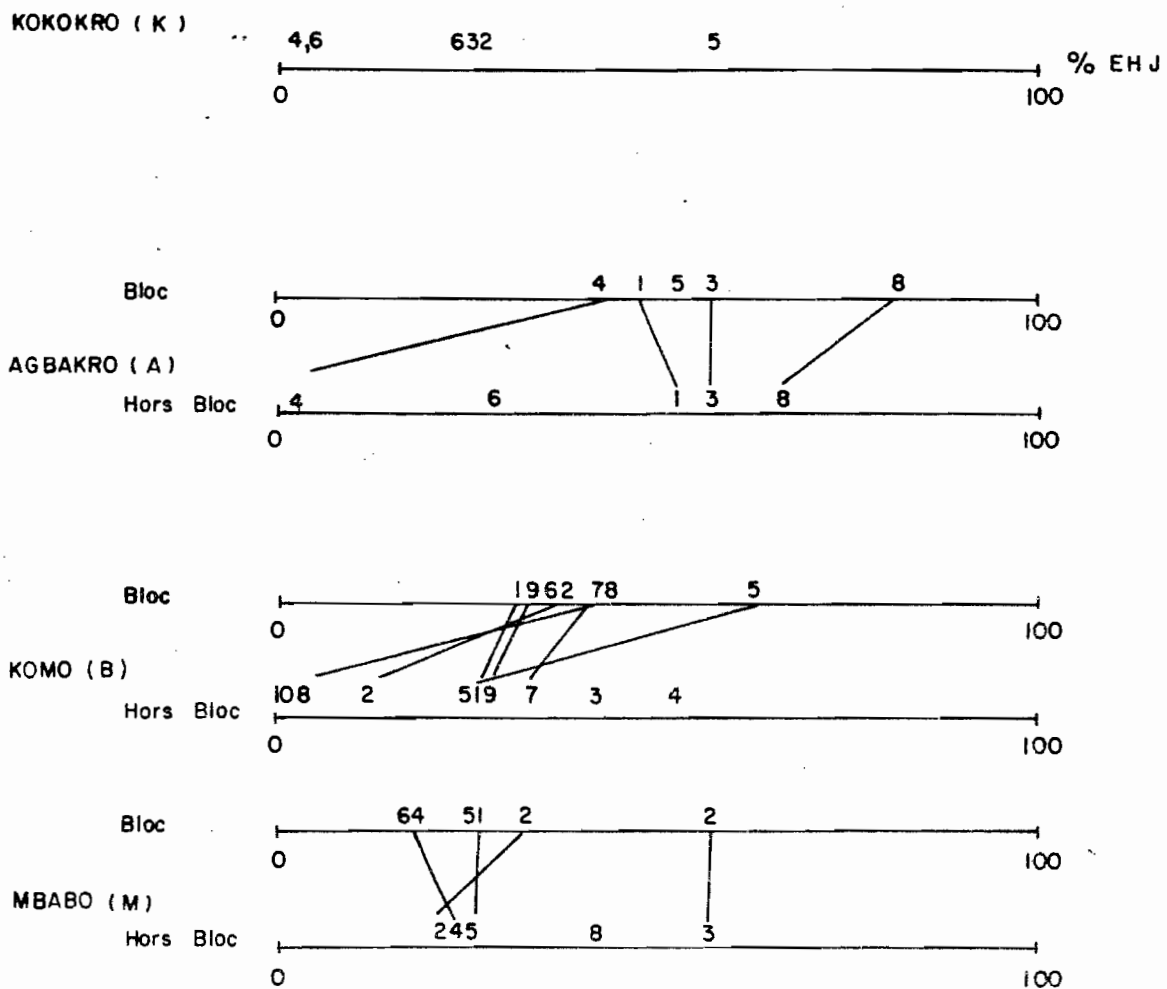 KOKOKRO ( K )
4,6 632 5
% EHJ
0 100
Bloc 4 1 5 3 8
0 100
AGBAKRO ( A )
Hors Bloc 4 6 1 3 8
0 100
Bloc 1962 78 5
0 100
KOMO ( B )
Hors Bloc 108 2 519 7 3 4
0 100
Bloc 64 51 2 2
0 100
MBABO ( M )
Hors Bloc 245 8 3
0 100